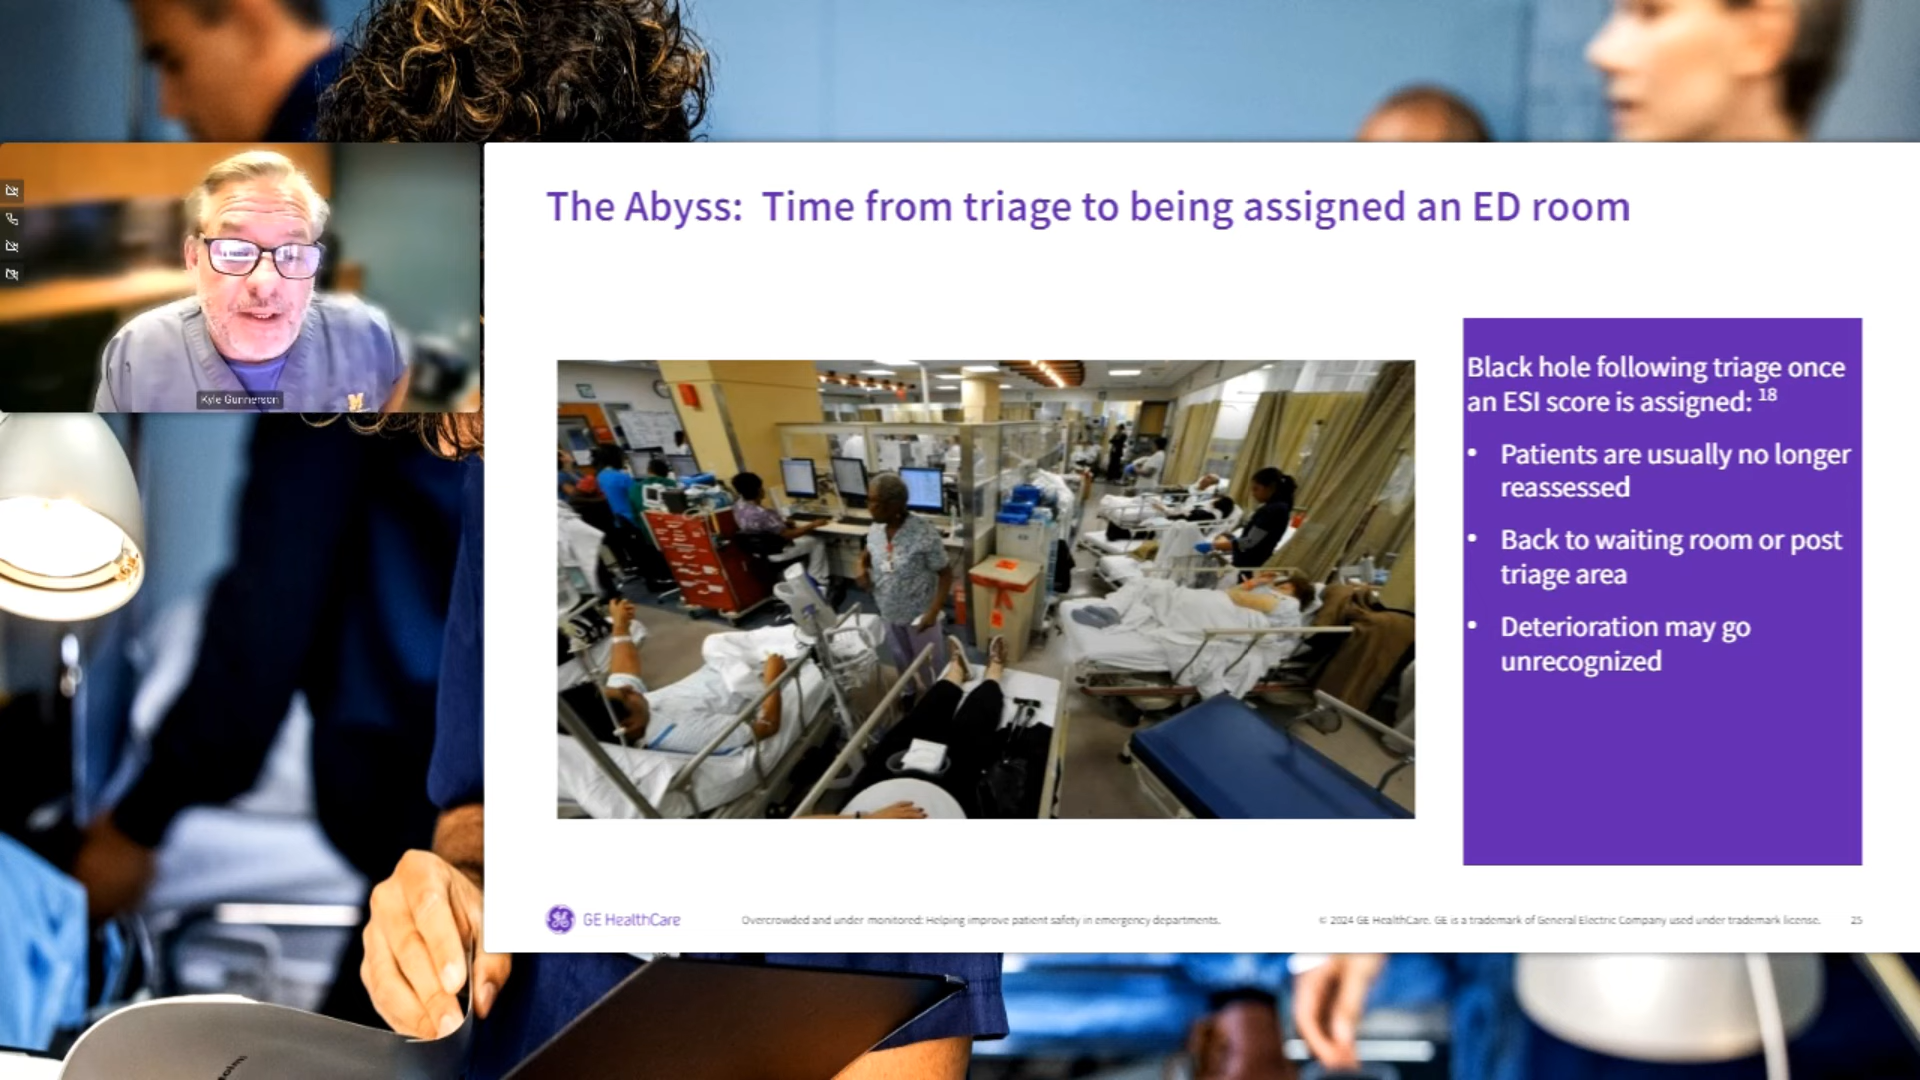 The Abyss:  Time from triage to being assigned an ED room
Kyle Gunnerson
Black hole following triage once
an ESI score is assigned: 18
• Patients are usually no longer
reassessed
• Back to waiting room or post
triage area
• Deterioration may go
unrecognized
GE HealthCare
Overcrowded and under monitored: Helping improve patient safety in emergency departments.
© 2024 GE HealthCare. GE is a trademark of General Electric Company used under trademark license.
25